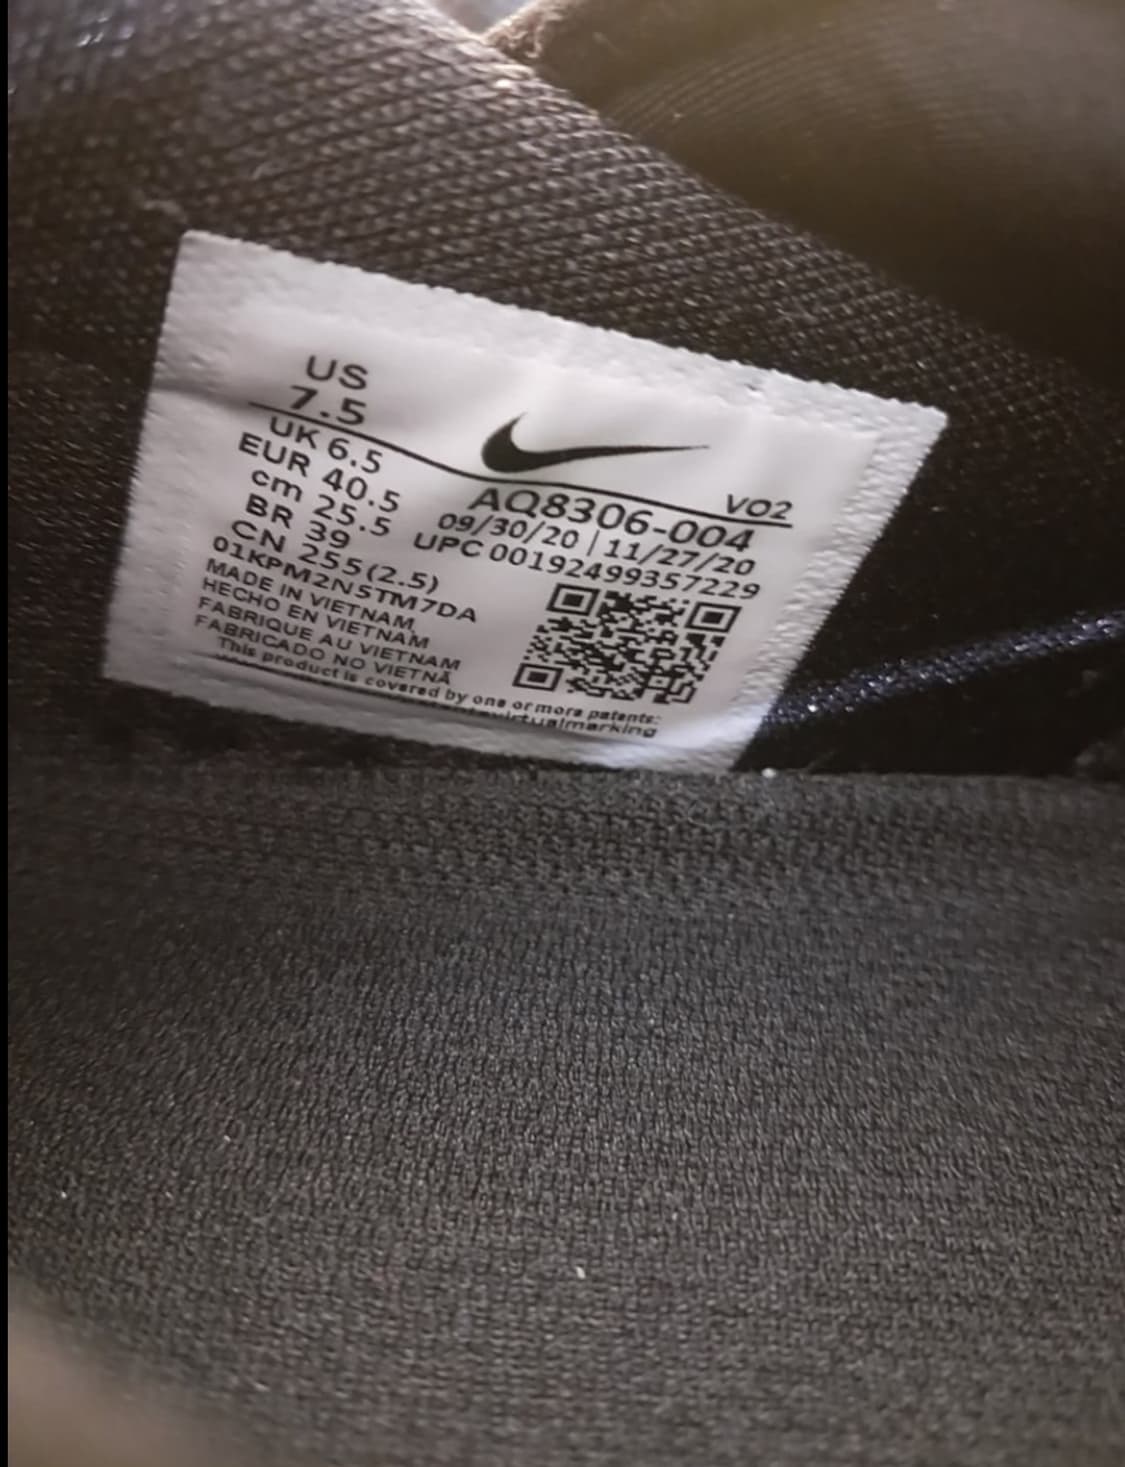 US
7.5
UK 6.5
EUR 40.5
cm 25.5
BR 39
CN 255(2.5)
VO2
AQ8306-004
09/30/20 | 11/27/20
UPC 00192499357229
01KPM2N5TM7DA
MADE IN VIETNAM
HECHO EN VIETNAM
FABRIQUE AU VIETNAM
FABRICADO NO VIETNÃ
This product is covered by one or more patents:
virtualmarking